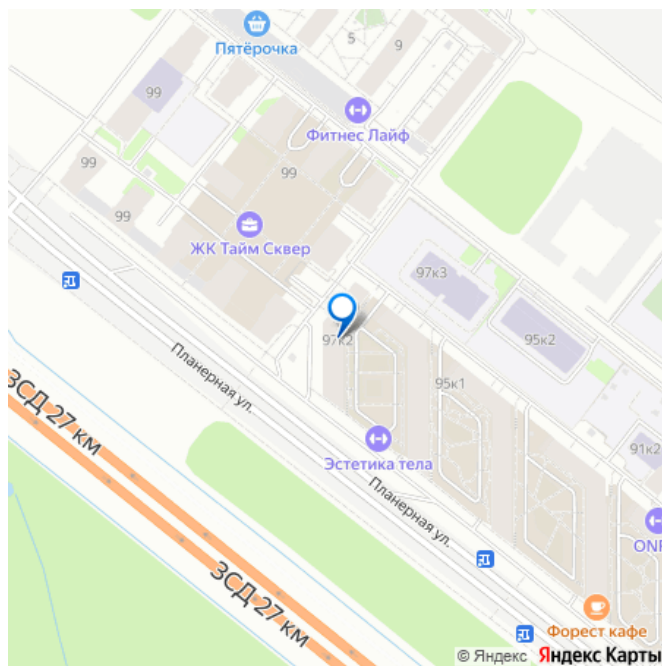 Пятёрочка
5
9
99
Фитнес Лайф
99
99
99
ЖК Тайм Сквер
97к3
97к2
95к2
Планерная ул.
95к1
ЗСД 27 км
Эстетика тела
91к2
Планерная ул.
ONF
ЗСД 27 км
Форест кафе
© Яндекс Яндекс Карты